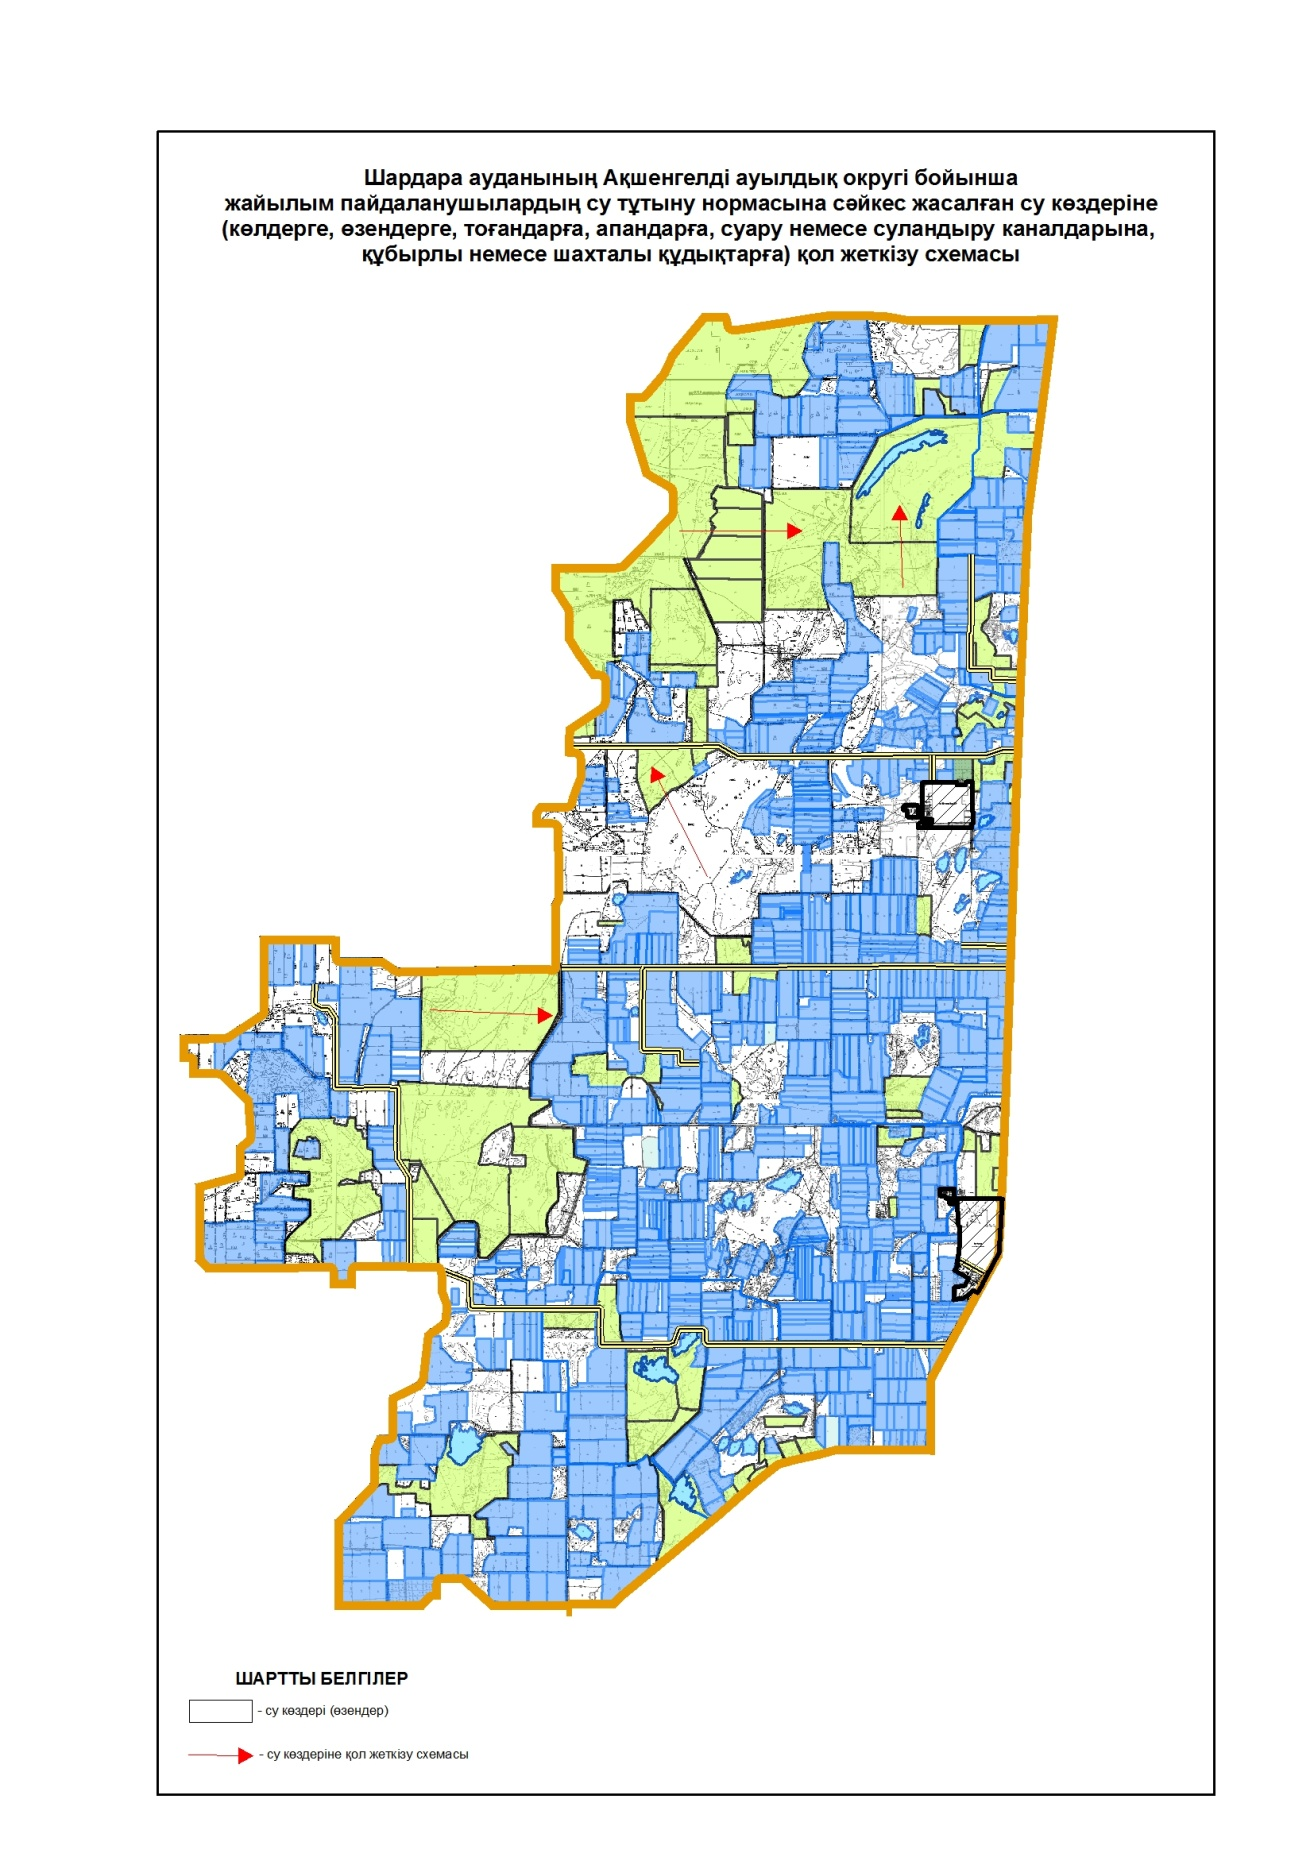 Шардара ауданының Ақшенгелді ауылдық округі бойынша
жайылым пайдаланушылардың су тұтыну нормасына сәйкес жасалған су көздеріне
(көлдерге, өзендерге, тоғандарға, апандарға, суару немесе суландыру каналдарына,
құбырлы немесе шахталы құдықтарға) қол жеткізу схемасы
ШАРТТЫ БЕЛГІЛЕР
- су көздері (өзендер)
- су көздеріне қол жеткізу схемасы